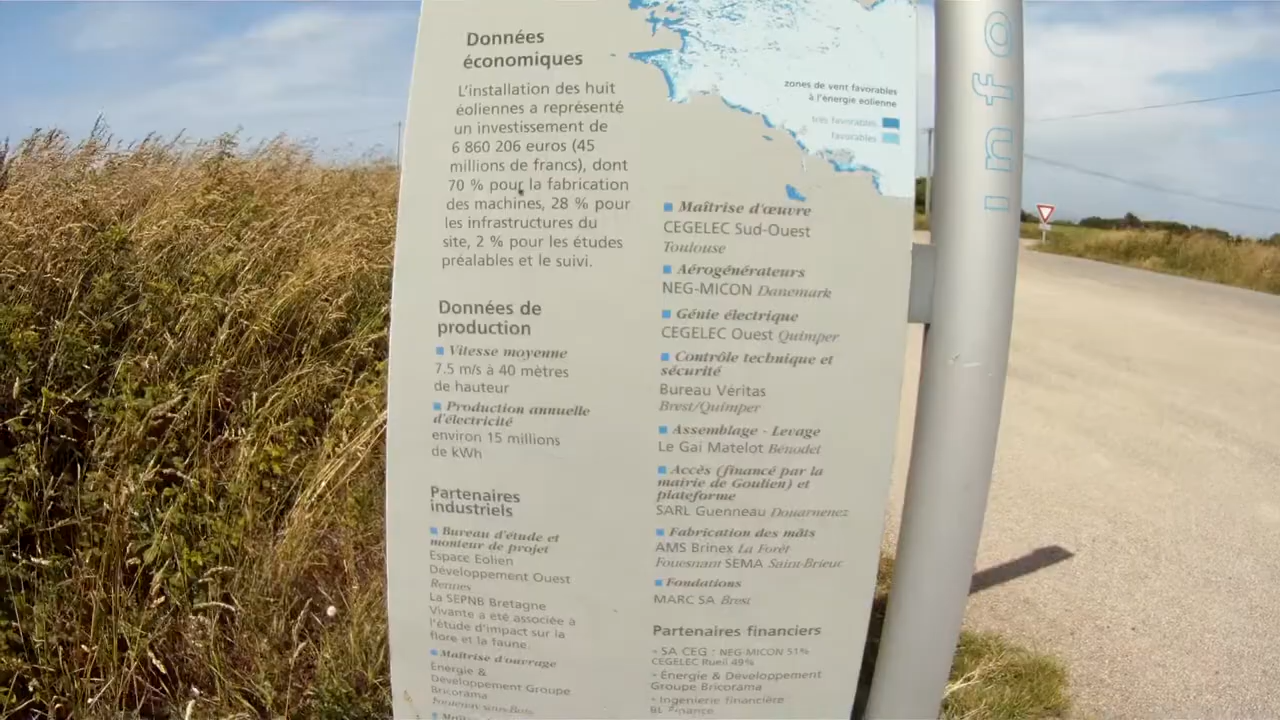 Données
économiques
L'installation des huit
éoliennes a représenté
un investissement de
6 860 206 euros (45
millions de francs), dont
70 % pour la fabrication
des machines, 28 % pour
les infrastructures du
site, 2 % pour les études
préalables et le suivi.
Données de
production
Vitesse moyenne
7.5 m/s à 40 mètres
de hauteur
Production annuelle
d'électricité
environ 15 millions
de kWh
Partenaires
industriels
Bureau d'étude et
monteur de projet
Espace Eolien
Développement Ouest
Rennes
La SEPNB Bretagne
Vivante a été associée à
l'étude d'impact sur la
flore et la faune.
Maîtrise d'ouvrage
Energie &
Développement Groupe
Bricorama
zones de vent favorables
à l'énergie eolienne
très favorables
favorables
Maîtrise d'œuvre
CEGELEC Sud-Ouest
Toulouse
Aérogénérateurs
NEG-MICON Danemark
Génie électrique
CEGELEC Ouest Quimper
Contrôle technique et
sécurité
Bureau Véritas
Brest/Quimper
Assemblage - Levage
Le Gai Matelot Bénodet
Accès (financé par la
mairie de Goulien) et
plateforme
SARL Guenneau Douarnenez
Fabrication des mâts
AMS Brinex La Forêt
Fouesnant SEMA Saint-Brieuc
Fondations
MARC SA Brest
Partenaires financiers
- SA CEG : NEG-MICON 51%
CEGELEC Rueil 49%
- Energie & Développement
Groupe Bricorama
- Ingenierie financière
BL Finance
info